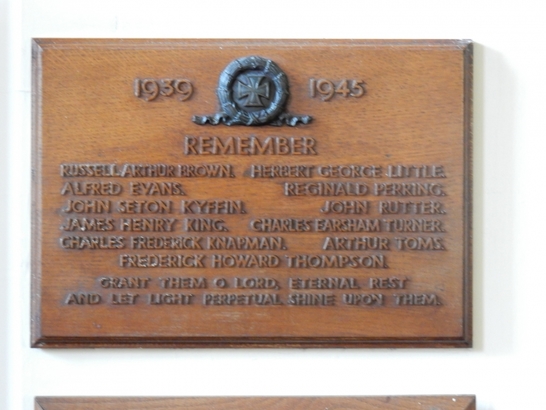 1939 1945
REMEMBER
RUSSELL ARTHUR BROWN. HERBERT GEORGE LITTLE.
ALFRED EVANS. REGINALD PERRING.
JOHN SETON KYFFIN. JOHN RUTTER.
JAMES HENRY KING. CHARLES EARSHAM TURNER.
CHARLES FREDERICK KNAPMAN. ARTHUR TOMS.
FREDERICK HOWARD THOMPSON.
GRANT THEM O LORD, ETERNAL REST
AND LET LIGHT PERPETUAL SHINE UPON THEM.